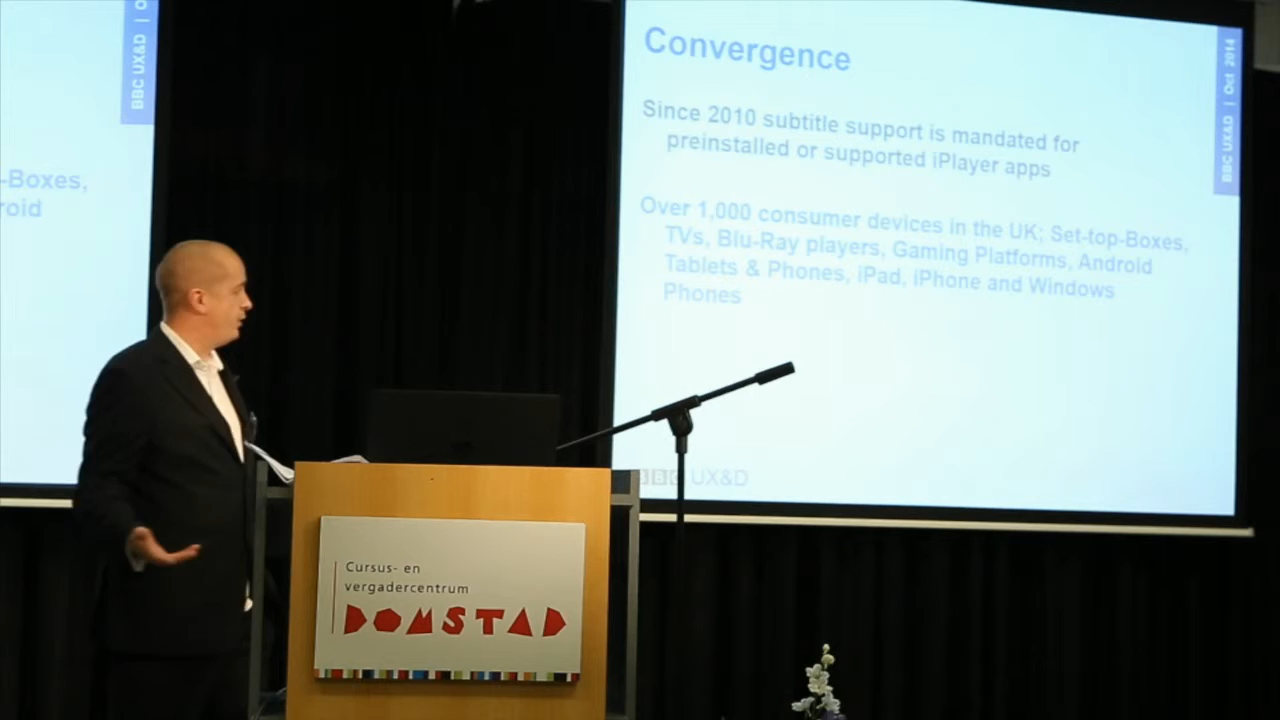 BBC UX&D | O
-Boxes,
roid
Convergence
Since 2010 subtitle support is mandated for
preinstalled or supported iPlayer apps
Over 1,000 consumer devices in the UK; Set-top-Boxes,
TVs, Blu-Ray players, Gaming Platforms, Android
Tablets & Phones, iPad, iPhone and Windows
Phones
BBC UX&D
BBC UX&D | Oct 2014
Cursus- en
vergadercentrum
DOMSTAD